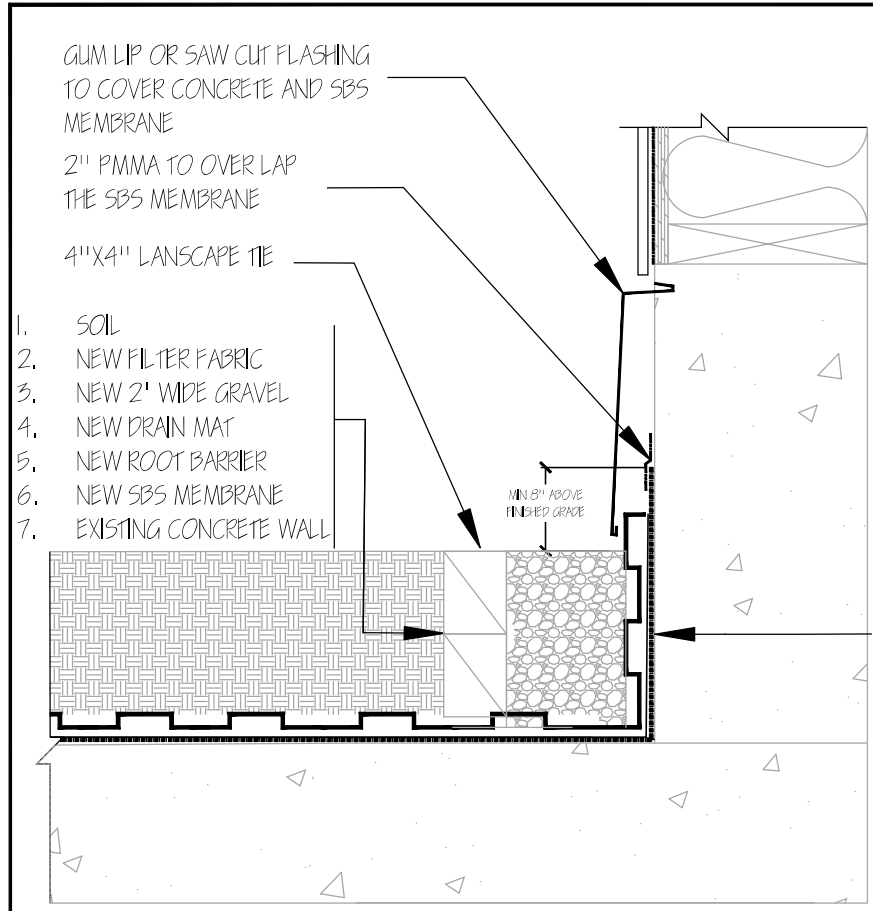 GUM LIP OR SAW CUT FLASHING
TO COVER CONCRETE AND SBS
MEMBRANE
2" PMMA TO OVER LAP
THE SBS MEMBRANE
4"X4" LANSCAPE TIE
1. SOIL
2. NEW FILTER FABRIC
3. NEW 2' WIDE GRAVEL
4. NEW DRAIN MAT
5. NEW ROOT BARRIER
6. NEW SBS MEMBRANE
7. EXISTING CONCRETE WALL
MIN 8" ABOVE
FINISHED GRADE